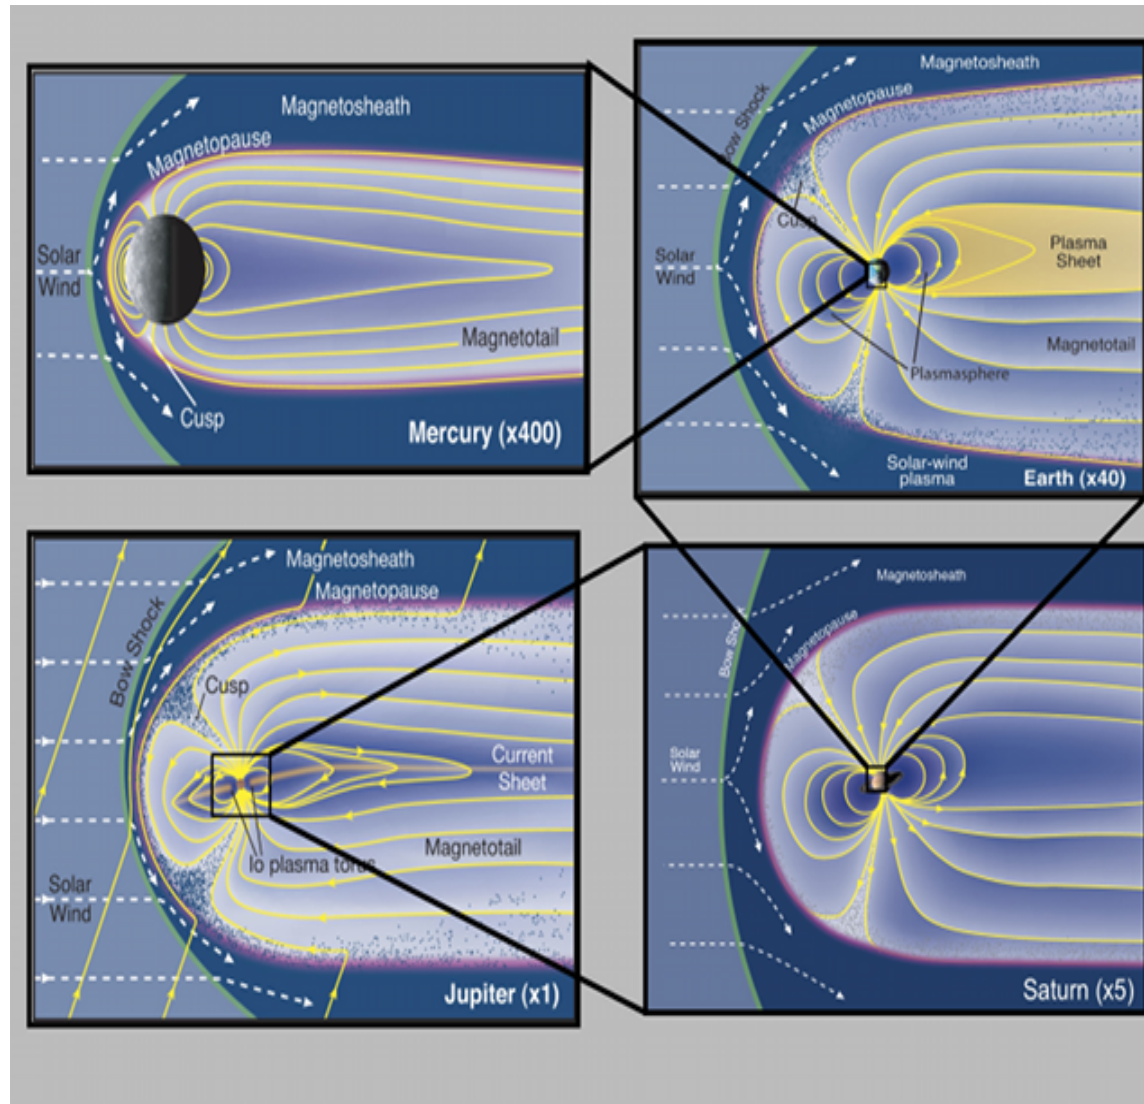 Magnetosheath
Magnetopause
Solar
Wind
Magnetotail
Cusp
Mercury (x400)
Magnetosheath
Bow Shock
Magnetopause
Cusp
Solar
Wind
Plasma
Sheet
Magnetotail
Plasmasphere
Solar-wind
plasma
Earth (x40)
Magnetosheath
Magnetopause
Bow Shock
Cusp
Current
Sheet
Io plasma torus
Magnetotail
Solar
Wind
Jupiter (x1)
Magnetosheath
Bow Shock
Magnetopause
Solar
Wind
Saturn (x5)